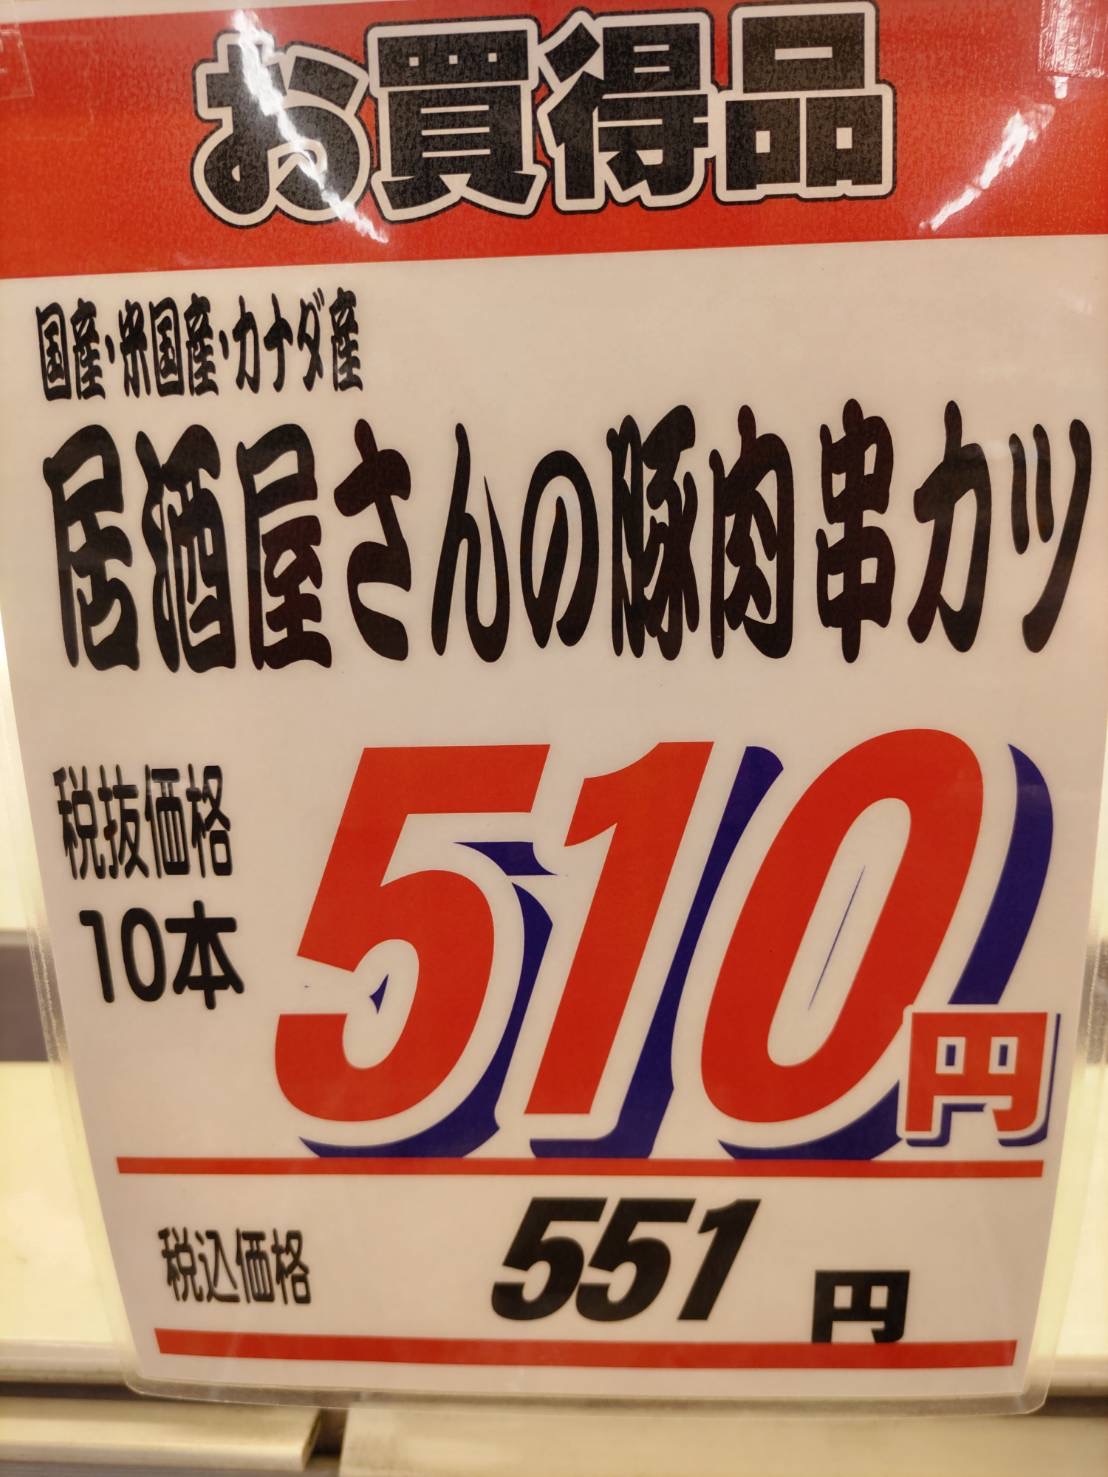 お買得品
国産・米国産・カナダ産
居酒屋さんの豚肉串カツ
税抜価格
10本
510円
税込価格 551円